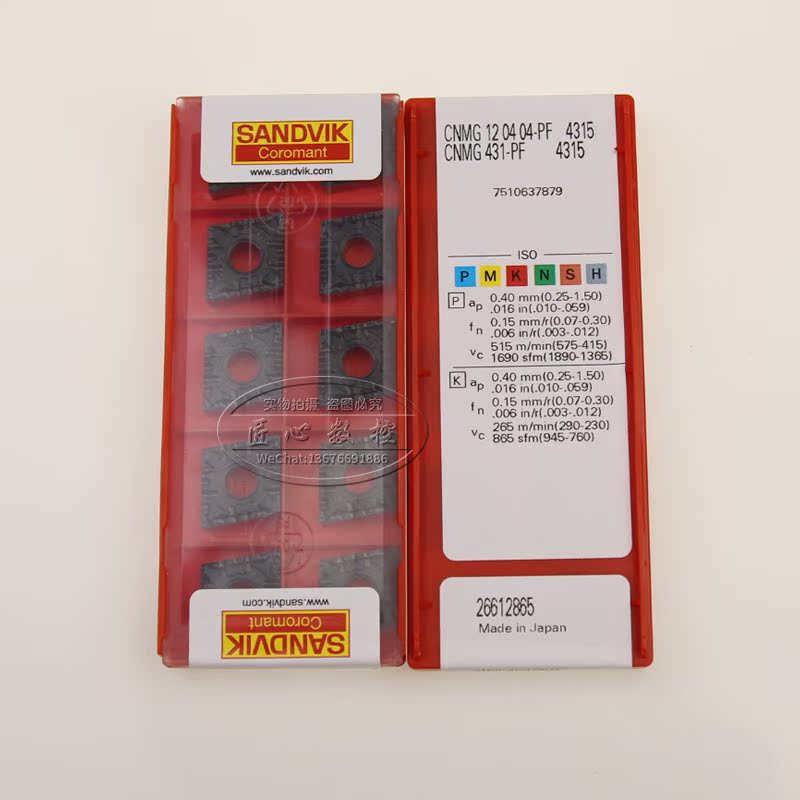 SANDVIK
Coromant
www.sandvik.com
实物拍摄 盗图必究
匠心数控
WeChat:13676691886
www.sandvik.com
Coromant
SANDVIK
CNMG 12 04 04-PF 4315
CNMG 431-PF 4315
7510637879
ISO
P M K N S H
P ap 0.40 mm(0.25-1.50)
.016 in(.010-.059)
fn 0.15 mm/r(0.07-0.30)
.006 in/r(.003-.012)
vc 515 m/min(575-415)
1690 sfm(1890-1365)
K ap 0.40 mm(0.25-1.50)
.016 in(.010-.059)
fn 0.15 mm/r(0.07-0.30)
.006 in/r(.003-.012)
vc 265 m/min(290-230)
865 sfm(945-760)
26612865
Made in Japan